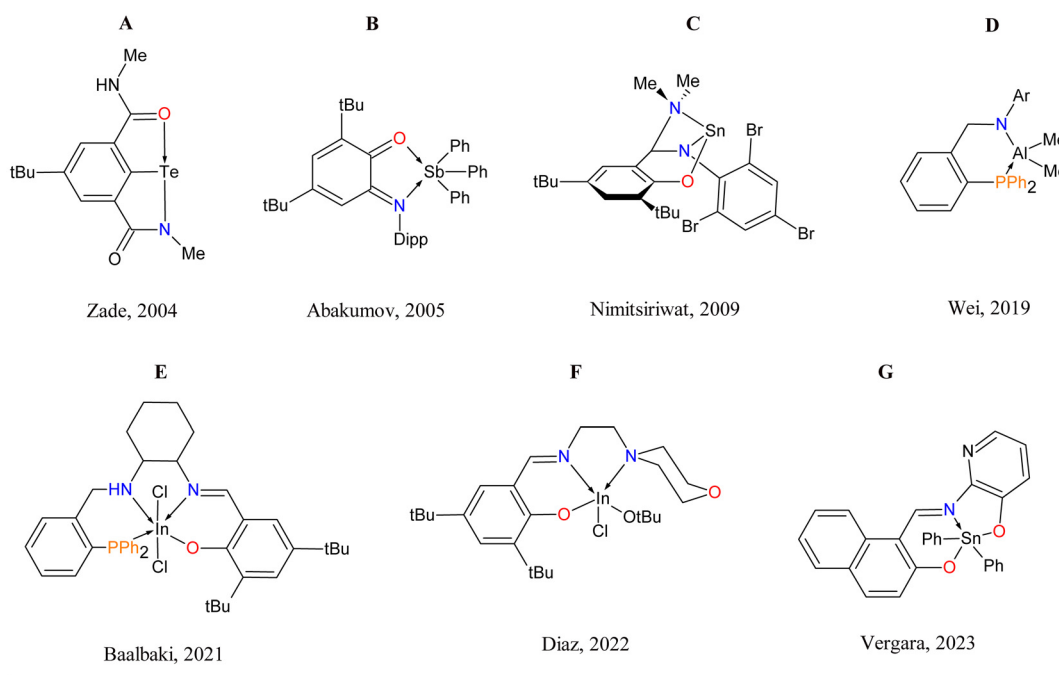 A
Me
HN
O
tBu
Te
O
N
Me
Zade, 2004
B
tBu
O
Ph
Sb
Ph
tBu
N
Ph
Dipp
Abakumov, 2005
C
Me
Me
N
Sn
Br
N
tBu
O
tBu
Br
Br
Nimitsiriwat, 2009
D
Ar
N
Me
Al
Me
PPh2
Wei, 2019
E
HN
Cl
N
In
PPh2
O
Cl
tBu
tBu
Baalbaki, 2021
F
N
N
O
In
tBu
O
OtBu
Cl
tBu
Diaz, 2022
G
N
N
O
Ph
Sn
O
Ph
Vergara, 2023